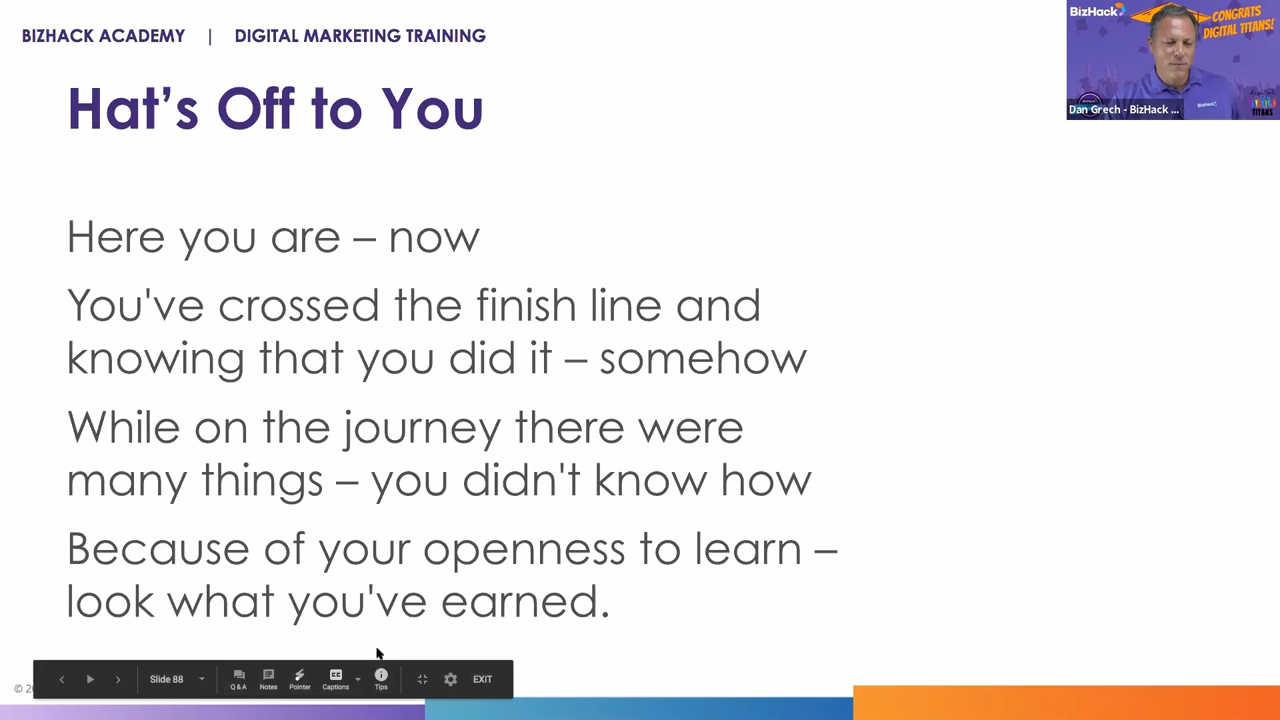 BIZHACK ACADEMY | DIGITAL MARKETING TRAINING
BizHack
CONGRATS
DIGITAL TITANS!
Dan Grech - BizHack ...
TITANS
Hat’s Off to You
Here you are – now
You've crossed the finish line and
knowing that you did it – somehow
While on the journey there were
many things – you didn't know how
Because of your openness to learn –
look what you've earned.
Slide 88
Q & A Notes Pointer Captions Tips EXIT
© 20